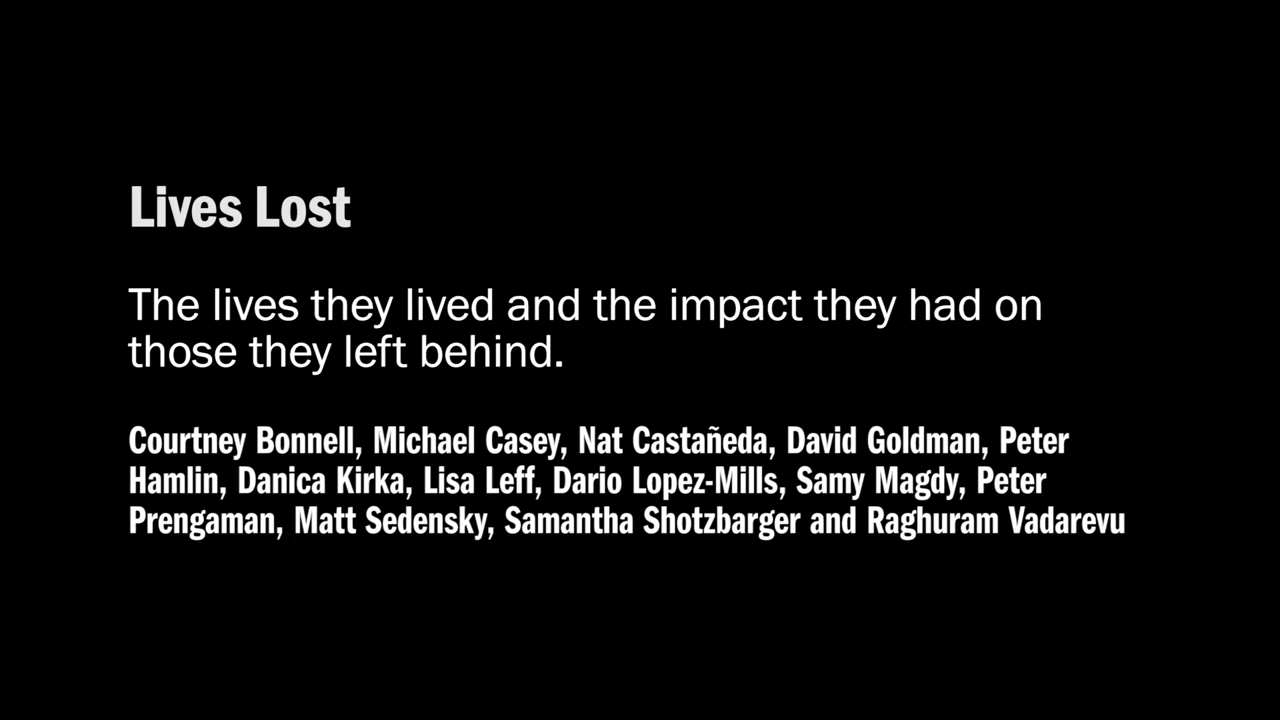 Lives Lost
The lives they lived and the impact they had on
those they left behind.
Courtney Bonnell, Michael Casey, Nat Castañeda, David Goldman, Peter
Hamlin, Danica Kirka, Lisa Leff, Dario Lopez-Mills, Samy Magdy, Peter
Prengaman, Matt Sedensky, Samantha Shotzbarger and Raghuram Vadarevu